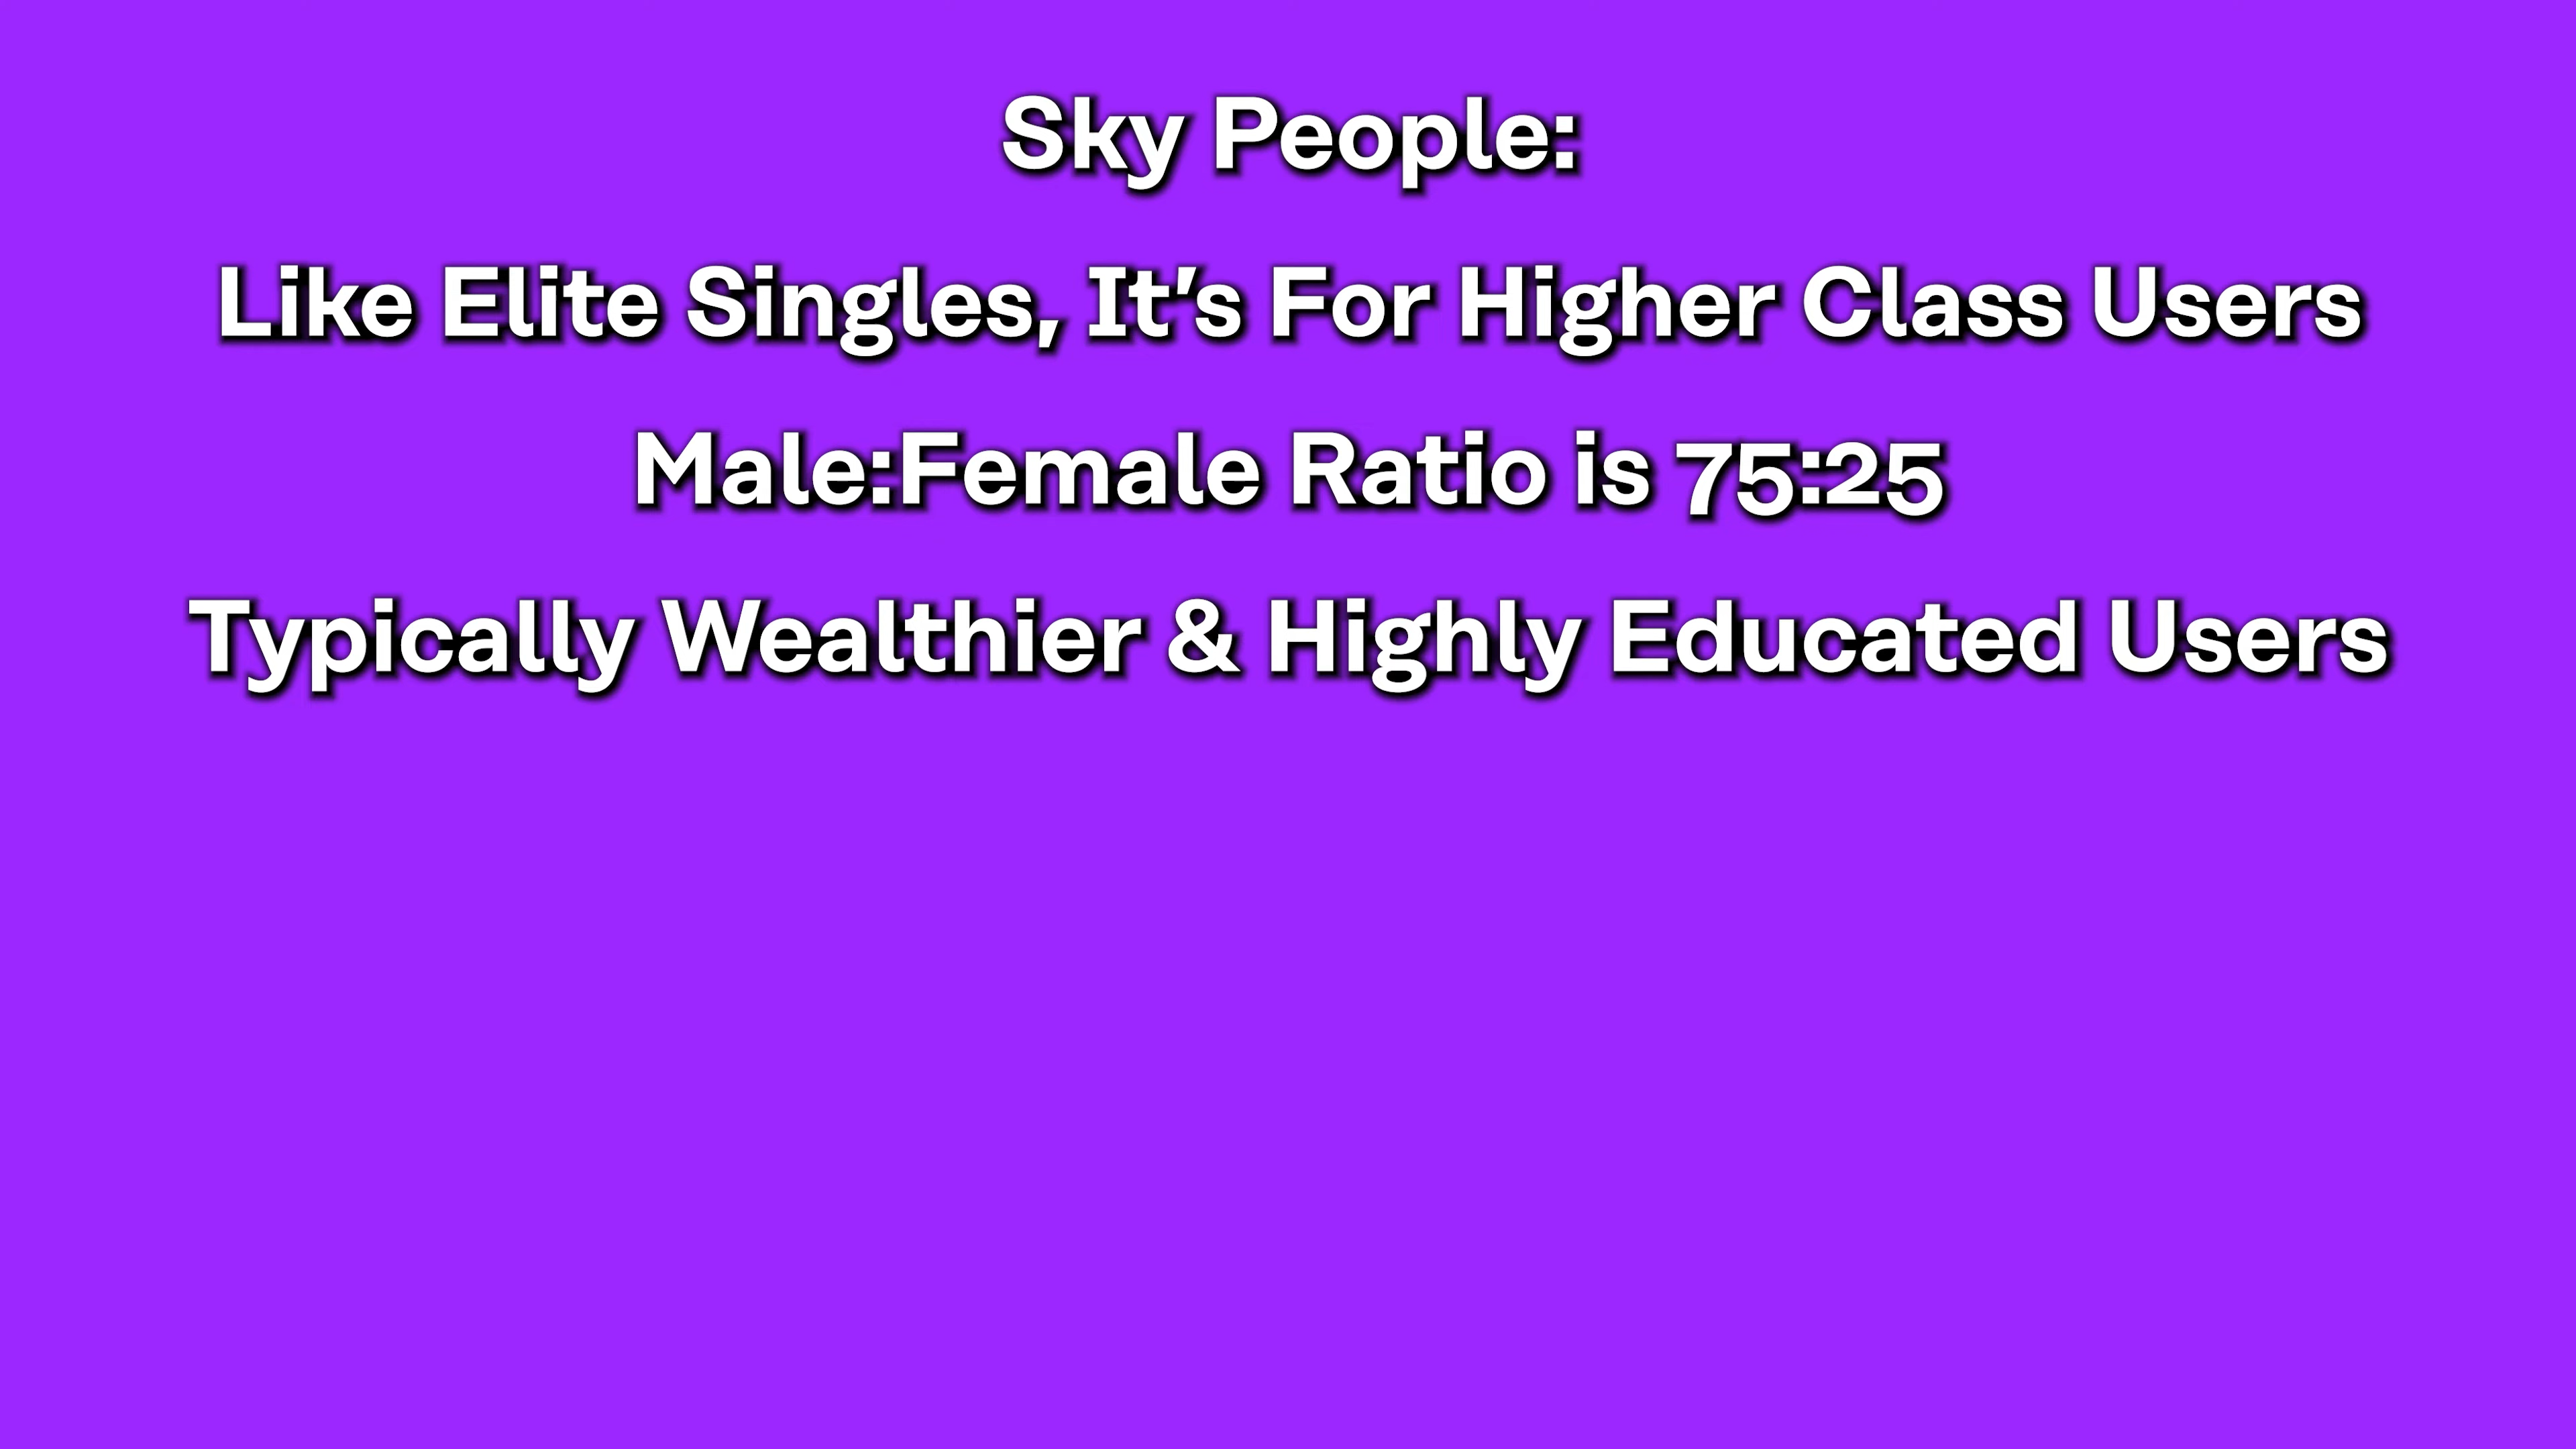 Sky People:
Like Elite Singles, It’s For Higher Class Users
Male:Female Ratio is 75:25
Typically Wealthier & Highly Educated Users